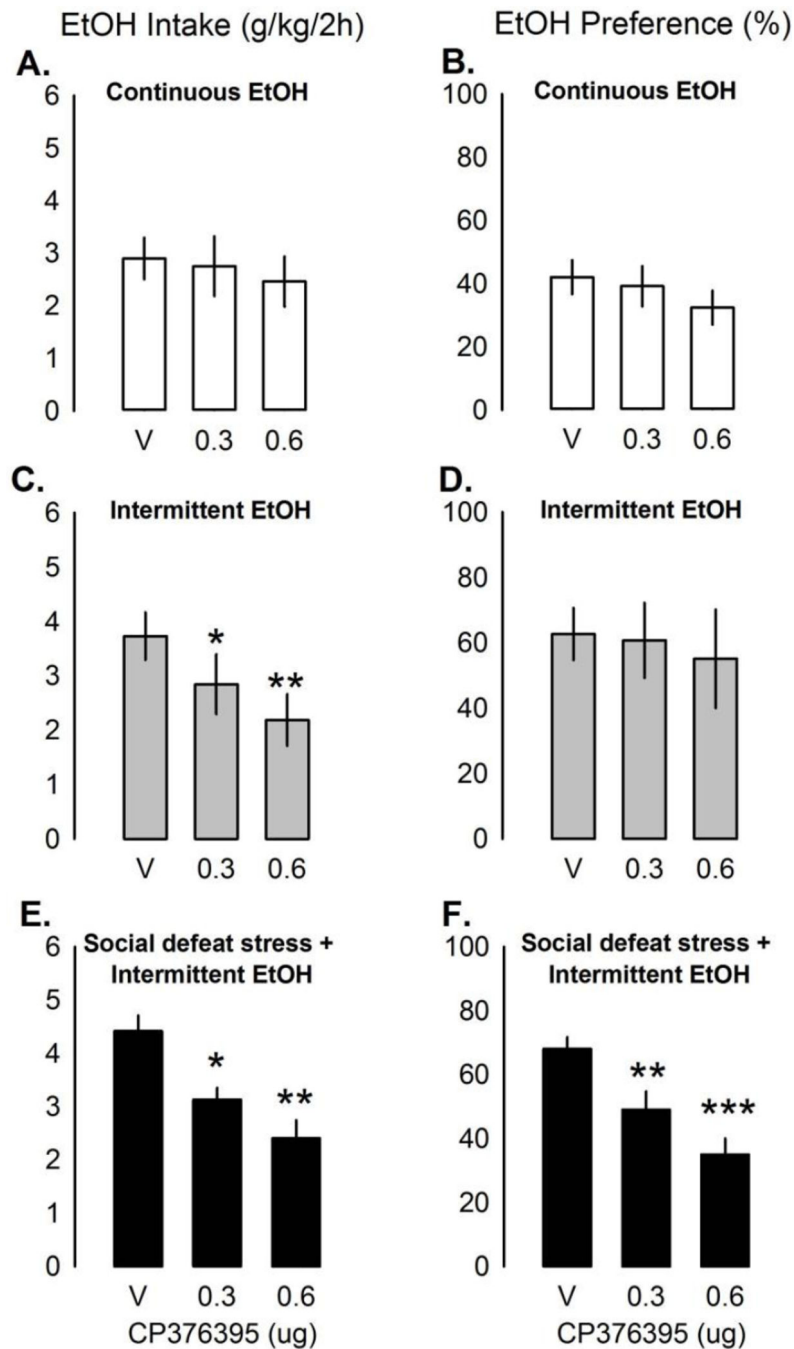 EtOH Intake (g/kg/2h)
EtOH Preference (%)
A.
Continuous EtOH
6
5
4
3
2
1
0
V 0.3 0.6
B.
Continuous EtOH
100
80
60
40
20
0
V 0.3 0.6
C.
Intermittent EtOH
6
5
4
3
2
1
0
*
**
V 0.3 0.6
D.
Intermittent EtOH
100
80
60
40
20
0
V 0.3 0.6
E.
Social defeat stress +
Intermittent EtOH
6
5
4
3
2
1
0
*
**
V 0.3 0.6
CP376395 (ug)
F.
Social defeat stress +
Intermittent EtOH
100
80
60
40
20
0
**
***
V 0.3 0.6
CP376395 (ug)